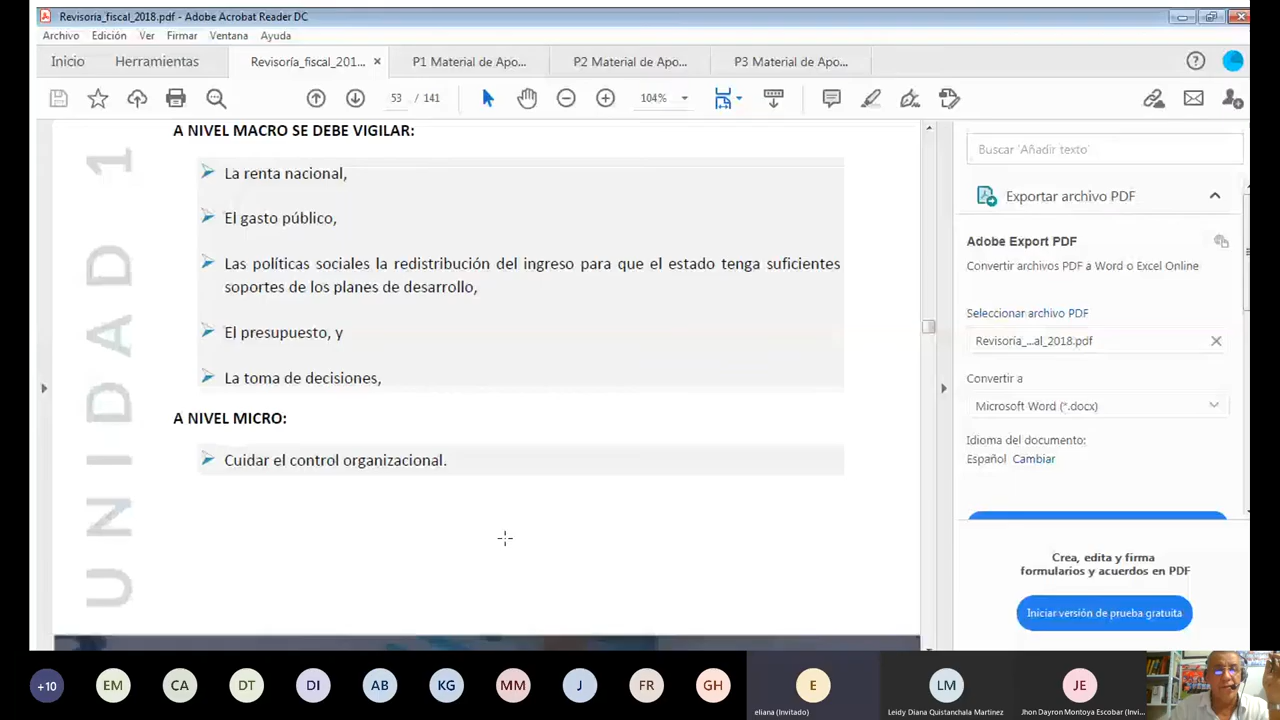 Revisoria_fiscal_2018.pdf - Adobe Acrobat Reader DC
Archivo Edición Ver Firmar Ventana Ayuda
Inicio Herramientas Revisoría_fiscal_201... × P1 Material de Apo... P2 Material de Apo... P3 Material de Apo...
53 / 141 104%
A NIVEL MACRO SE DEBE VIGILAR:
La renta nacional,
El gasto público,
Las políticas sociales la redistribución del ingreso para que el estado tenga suficientes
soportes de los planes de desarrollo,
El presupuesto, y
La toma de decisiones,
A NIVEL MICRO:
Cuidar el control organizacional.
UNIDAD 1
Buscar 'Añadir texto'
Exportar archivo PDF
Adobe Export PDF
Convertir archivos PDF a Word o Excel Online
Seleccionar archivo PDF
Revisoria_...al_2018.pdf
Convertir a
Microsoft Word (*.docx)
Idioma del documento:
Español Cambiar
Crea, edita y firma
formularios y acuerdos en PDF
Iniciar versión de prueba gratuita
+10 EM CA DT DI AB KG MM J FR GH E LM JE
eliana (Invitado) Leidy Diana Quistanchala Martinez Jhon Dayron Montoya Escobar (Invi...